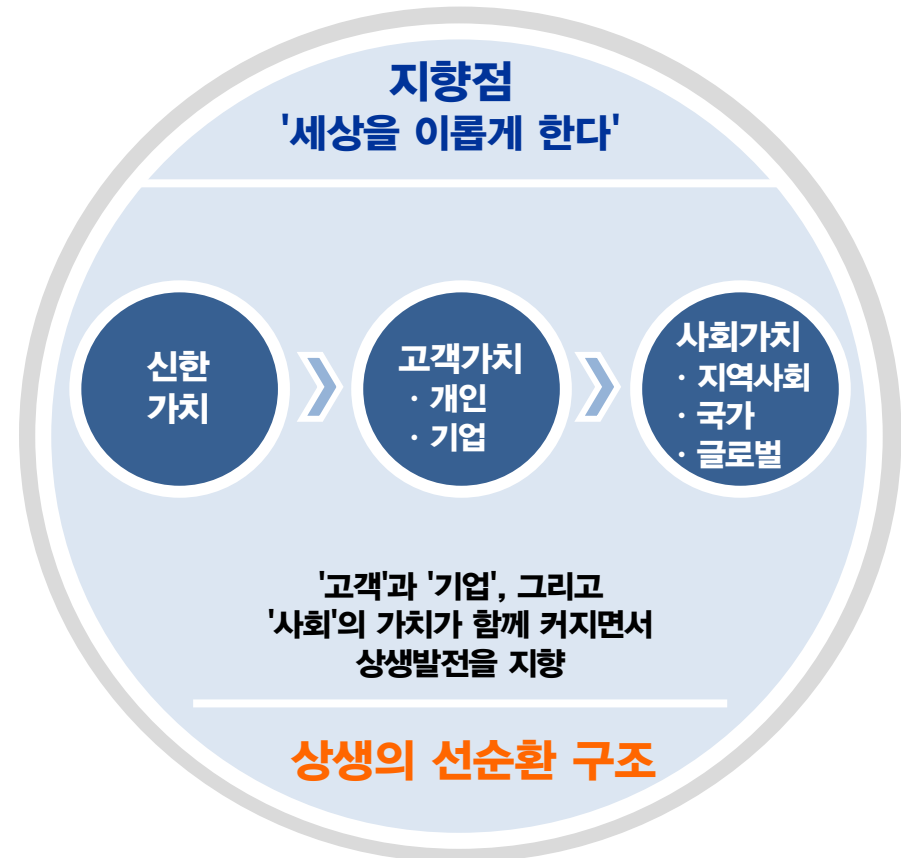 지향점
'세상을 이롭게 한다'
신한
가치
고객가치
· 개인
· 기업
사회가치
· 지역사회
· 국가
· 글로벌
'고객'과 '기업', 그리고
'사회'의 가치가 함께 커지면서
상생발전을 지향
상생의 선순환 구조